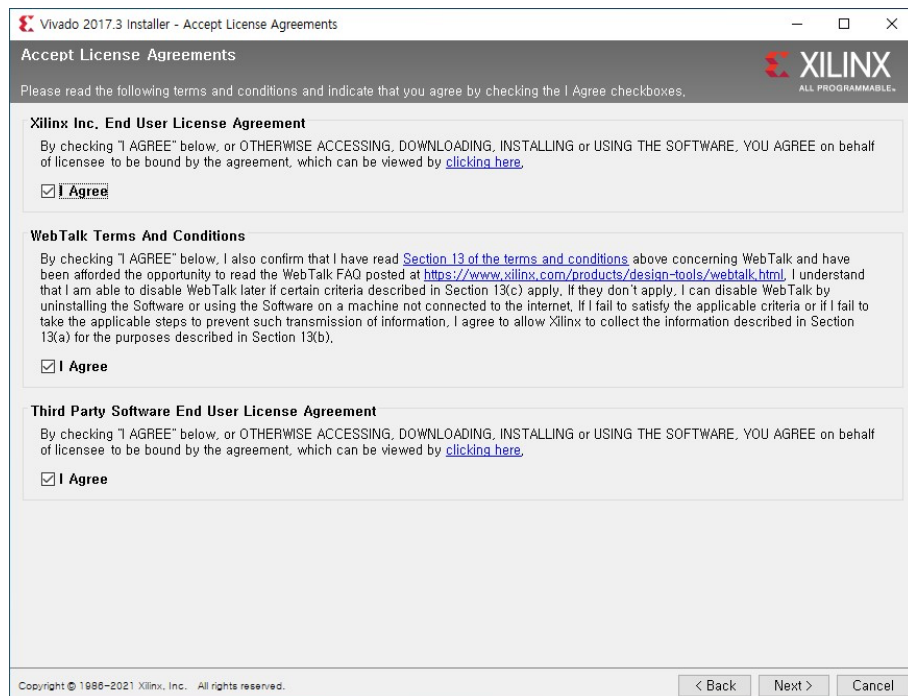 Vivado 2017.3 Installer - Accept License Agreements
Accept License Agreements
XILINX
ALL PROGRAMMABLE.
Please read the following terms and conditions and indicate that you agree by checking the I Agree checkboxes.
Xilinx Inc. End User License Agreement
By checking "I AGREE" below, or OTHERWISE ACCESSING, DOWNLOADING, INSTALLING or USING THE SOFTWARE, YOU AGREE on behalf
of licensee to be bound by the agreement, which can be viewed by clicking here.
I Agree
WebTalk Terms And Conditions
By checking "I AGREE" below, I also confirm that I have read Section 13 of the terms and conditions above concerning WebTalk and have
been afforded the opportunity to read the WebTalk FAQ posted at https://www.xilinx.com/products/design-tools/webtalk.html. I understand
that I am able to disable WebTalk later if certain criteria described in Section 13(c) apply. If they don't apply, I can disable WebTalk by
uninstalling the Software or using the Software on a machine not connected to the internet. If I fail to satisfy the applicable criteria or if I fail to
take the applicable steps to prevent such transmission of information, I agree to allow Xilinx to collect the information described in Section
13(a) for the purposes described in Section 13(b).
I Agree
Third Party Software End User License Agreement
By checking "I AGREE" below, or OTHERWISE ACCESSING, DOWNLOADING, INSTALLING or USING THE SOFTWARE, YOU AGREE on behalf
of licensee to be bound by the agreement, which can be viewed by clicking here.
I Agree
Copyright © 1986-2021 Xilinx, Inc. All rights reserved.
< Back
Next >
Cancel